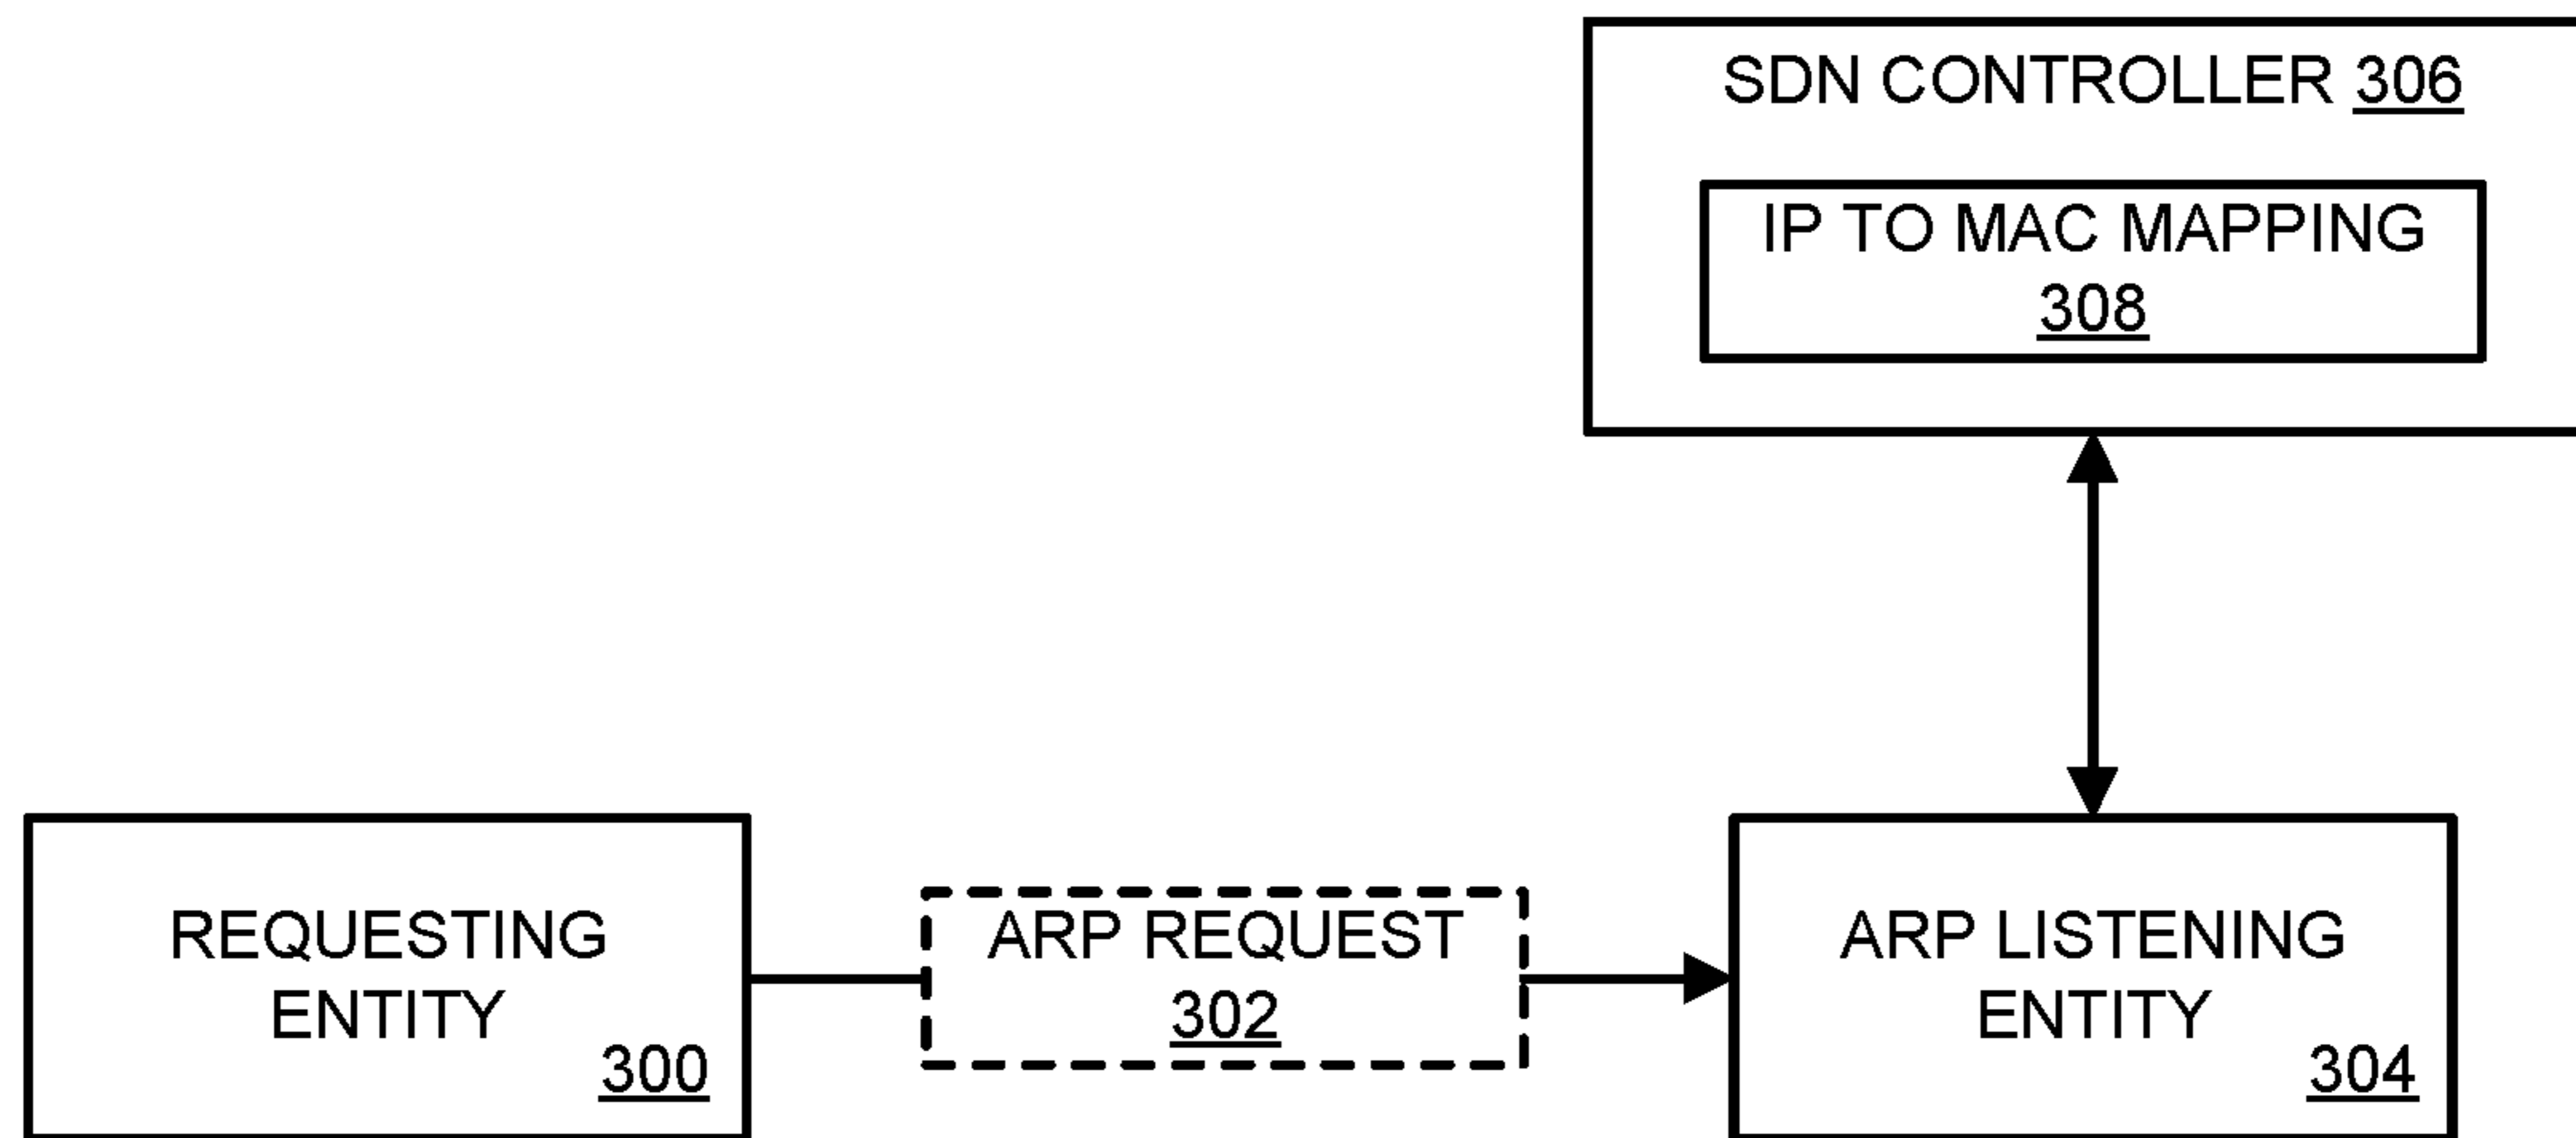 SDN CONTROLLER 306
IP TO MAC MAPPING
308
REQUESTING
ENTITY
300
ARP REQUEST
302
ARP LISTENING
ENTITY
304